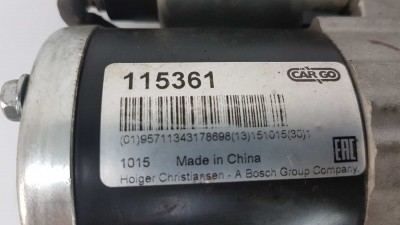 115361
CARGO
(01)95711343178698(13)151015(30)1
1015 Made in China
EAC
Holger Christiansen - A Bosch Group Company